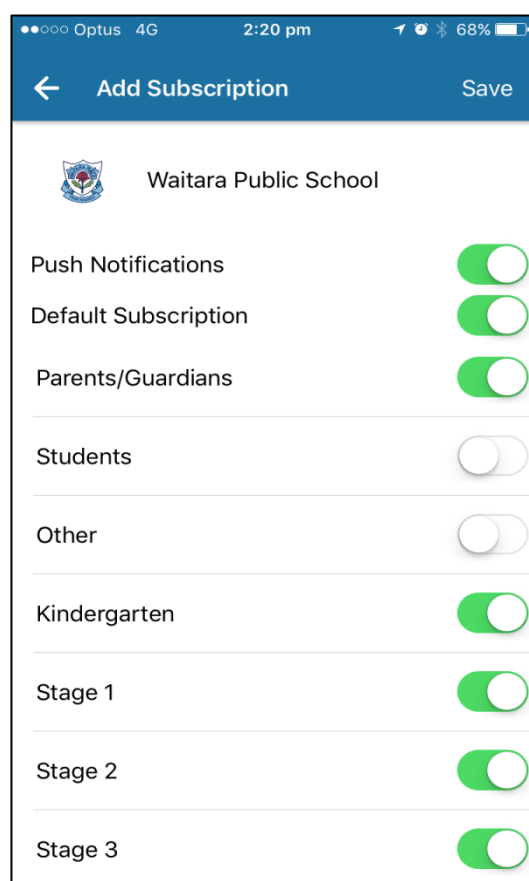 Optus 4G 2:20 pm 68%
Add Subscription Save
Waitara Public School
Push Notifications
Default Subscription
Parents/Guardians
Students
Other
Kindergarten
Stage 1
Stage 2
Stage 3